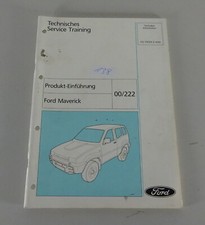 Technisches
Service Training
Produkt-Einführung
00/222
Ford Maverick
Ford